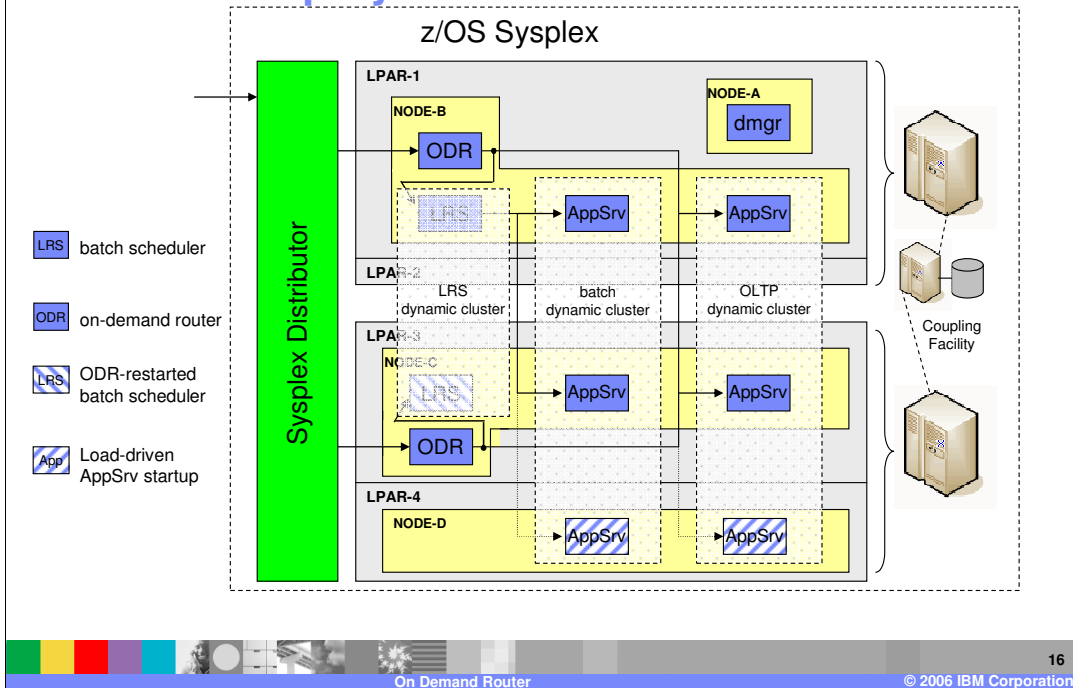 z/OS Sysplex
Sysplex Distributor
LPAR-1
NODE-A
dmgr
NODE-B
ODR
LRS
AppSrv
AppSrv
LPAR-2
LRS
dynamic cluster
batch
dynamic cluster
OLTP
dynamic cluster
LPAR-3
NODE-C
LRS
AppSrv
AppSrv
ODR
LPAR-4
NODE-D
AppSrv
AppSrv
Coupling
Facility
LRS
batch scheduler
ODR
on-demand router
LRS
ODR-restarted
batch scheduler
App
Load-driven
AppSrv startup
16
On Demand Router
© 2006 IBM Corporation